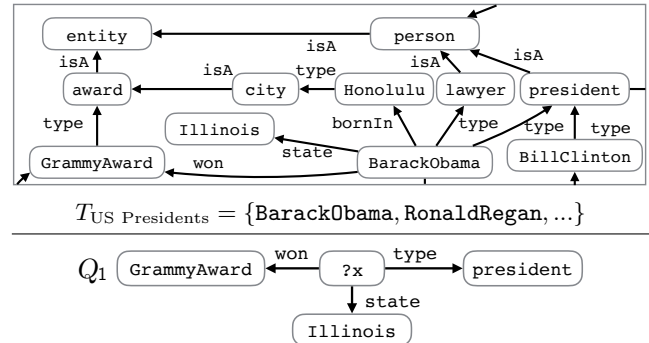 entity
person
isA
isA
isA
isA
type
isA
award
city
Honolulu
lawyer
president
type
Illinois
bornIn
type
type
type
state
GrammyAward
won
BarackObama
BillClinton
T_US Presidents = {BarackObama, RonaldRegan, ...}
Q1 GrammyAward won ?x type president
state
Illinois